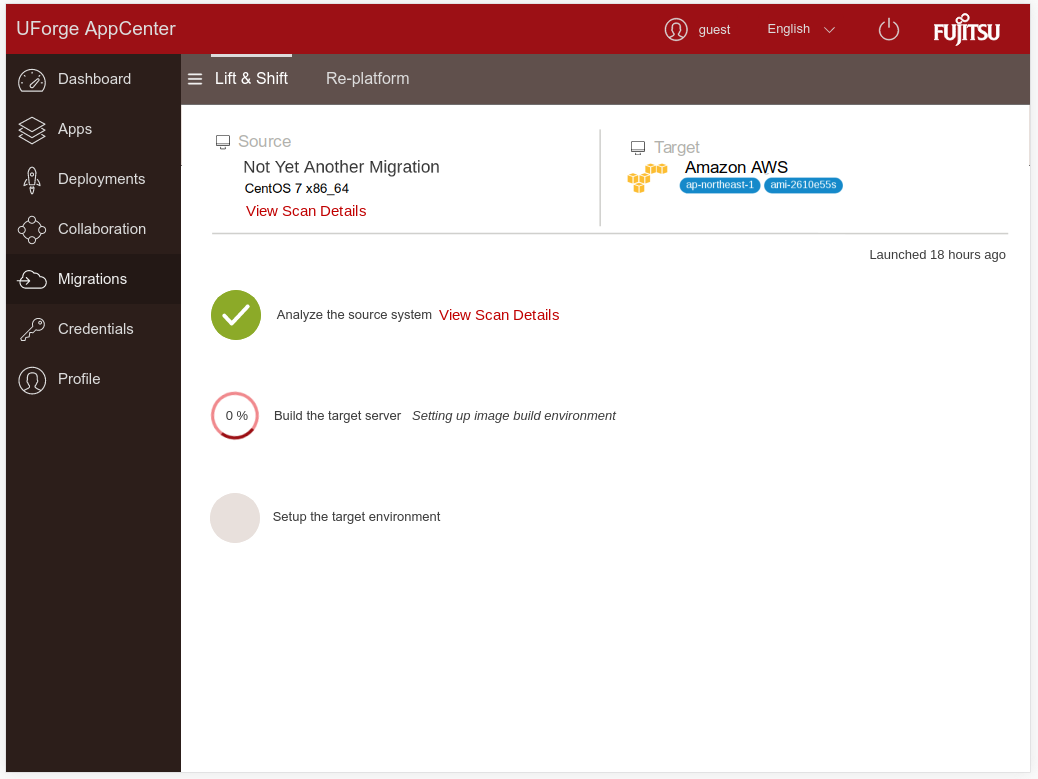 UForge AppCenter
guest
English
FUJITSU
Dashboard
Apps
Deployments
Collaboration
Migrations
Credentials
Profile
Lift & Shift
Re-platform
Source
Not Yet Another Migration
CentOS 7 x86_64
View Scan Details
Target
Amazon AWS
ap-northeast-1 ami-2610e55s
Launched 18 hours ago
Analyze the source system View Scan Details
0 % Build the target server Setting up image build environment
Setup the target environment